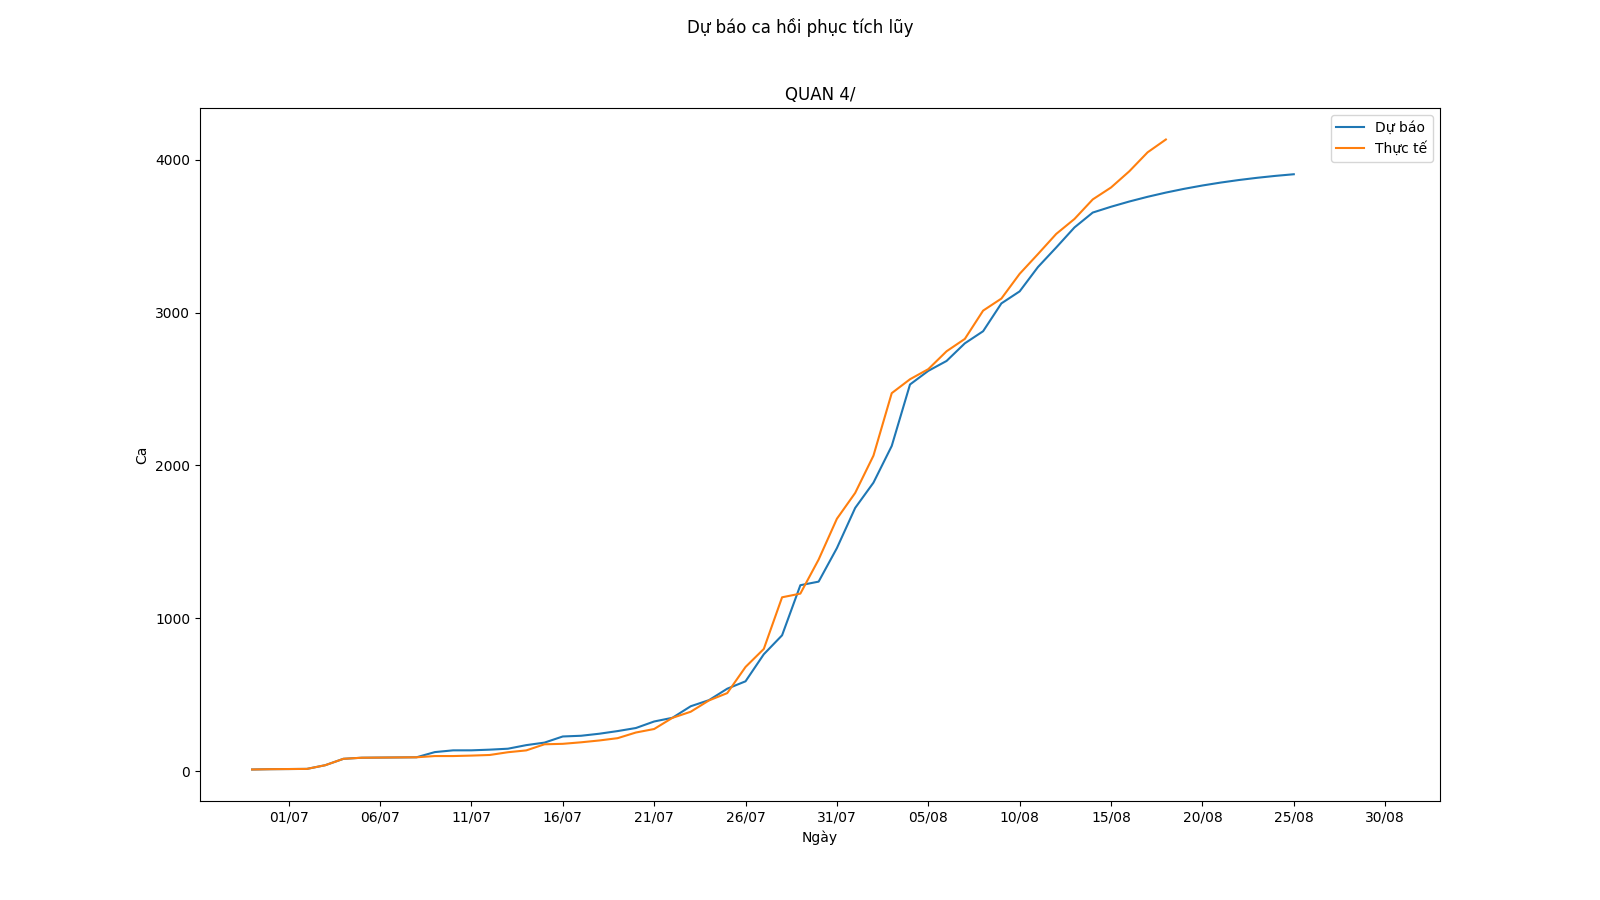 Dự báo ca hồi phục tích lũy
QUAN 4/
Dự báo
Thực tế
4000
3000
2000
1000
0
Ca
01/07 06/07 11/07 16/07 21/07 26/07 31/07 05/08 10/08 15/08 20/08 25/08 30/08
Ngày